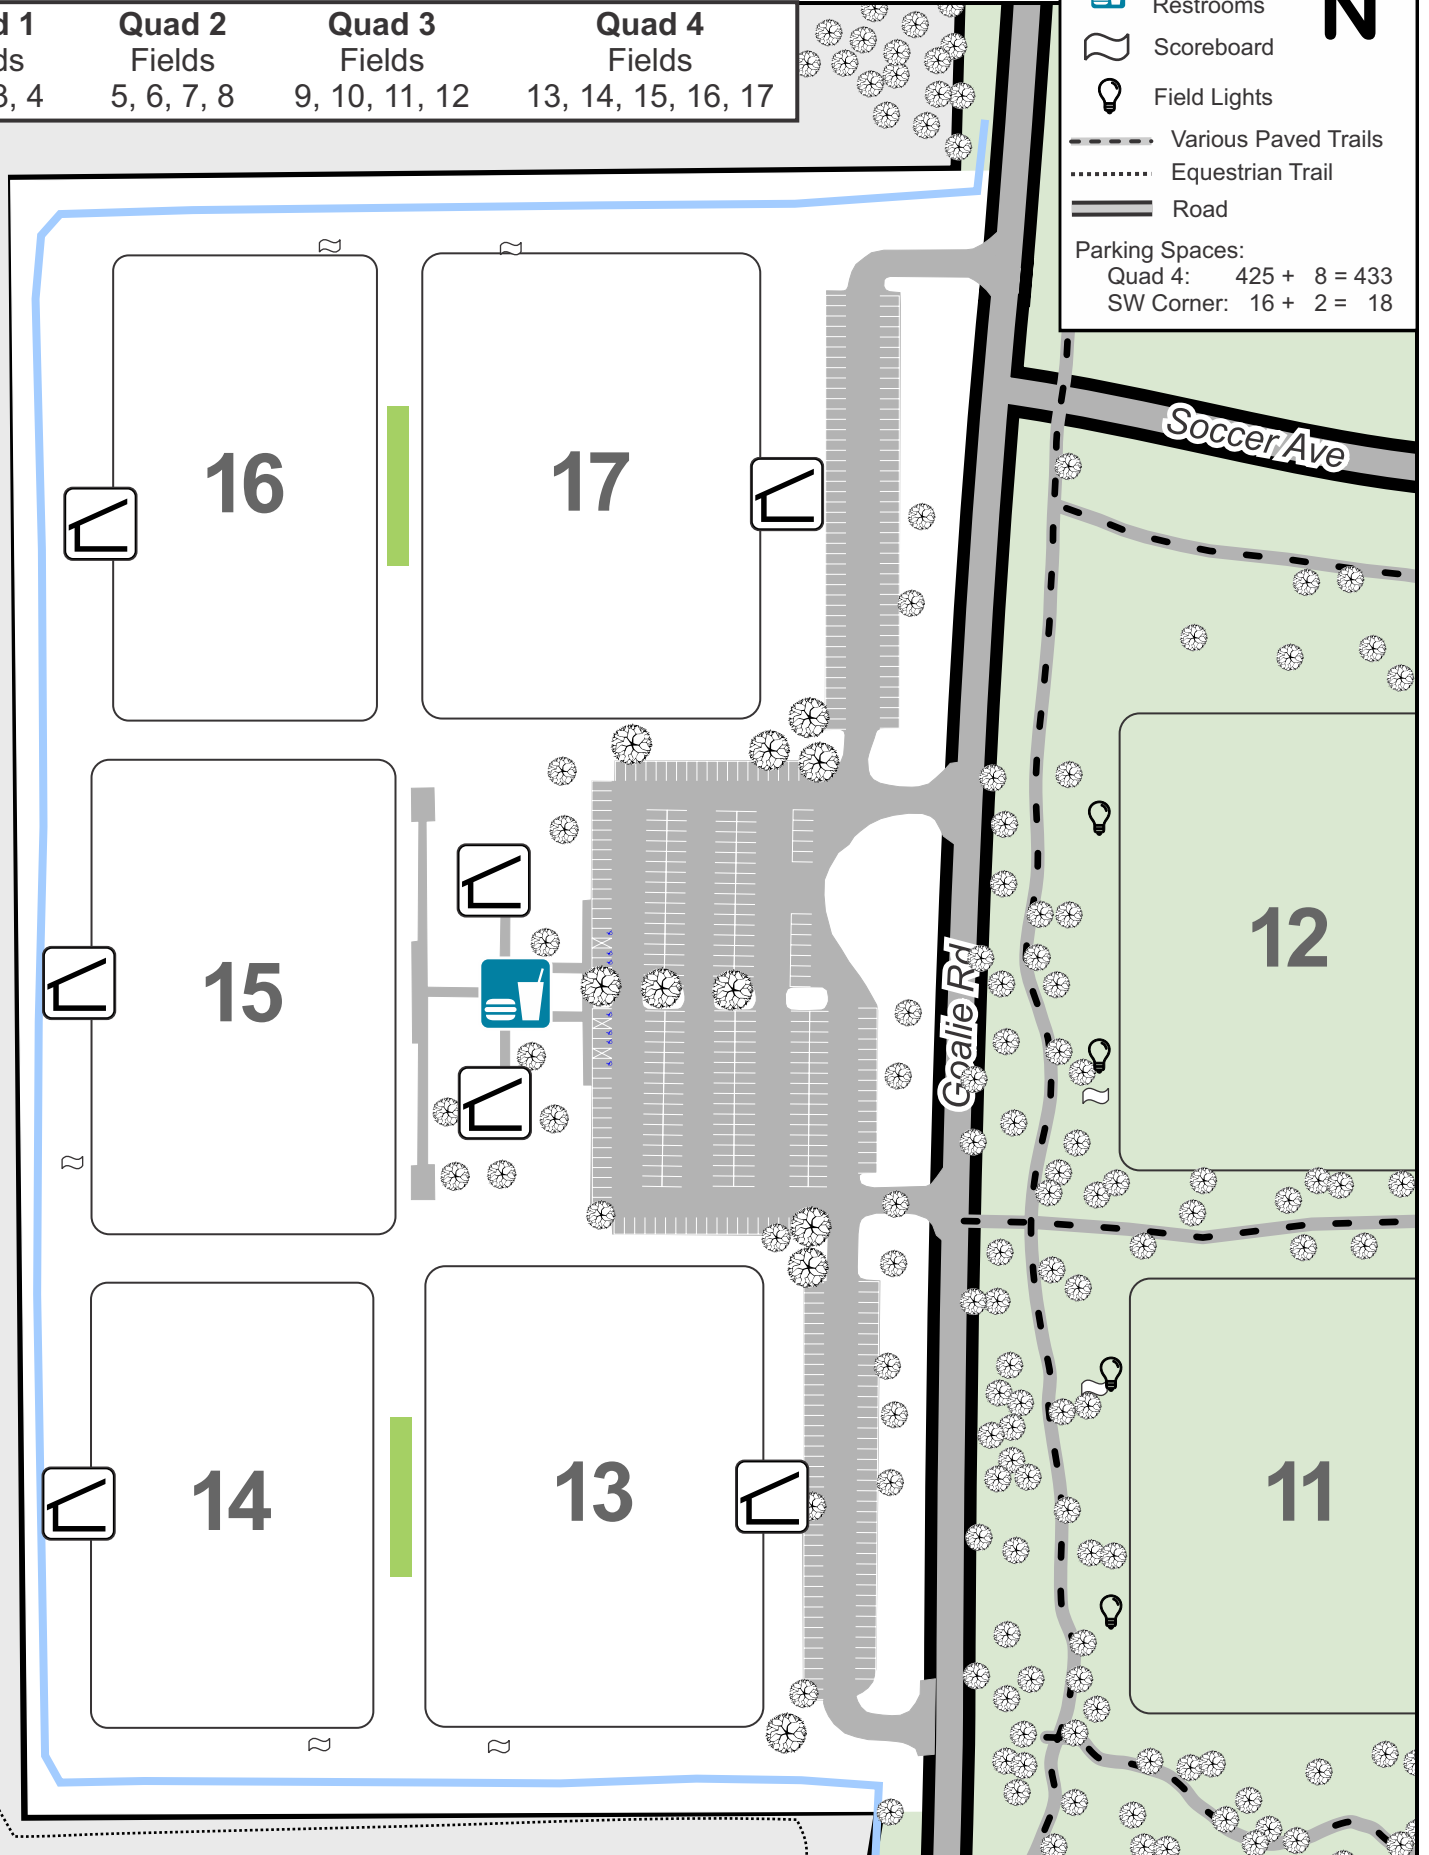 d 1
ds
3, 4
Quad 2
Fields
5, 6, 7, 8
Quad 3
Fields
9, 10, 11, 12
Quad 4
Fields
13, 14, 15, 16, 17
Restrooms
N
Scoreboard
Field Lights
Various Paved Trails
Equestrian Trail
Road
Parking Spaces:
Quad 4: 425 + 8 = 433
SW Corner: 16 + 2 = 18
Soccer Ave
16
17
12
15
Goalie Rd
14
13
11